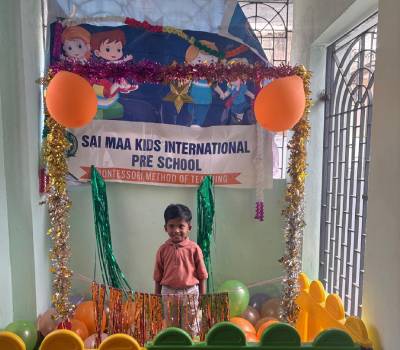 SAI MAA KIDS INTERNATIONAL
PRE SCHOOL
MONTESSORI METHOD OF TEACHING